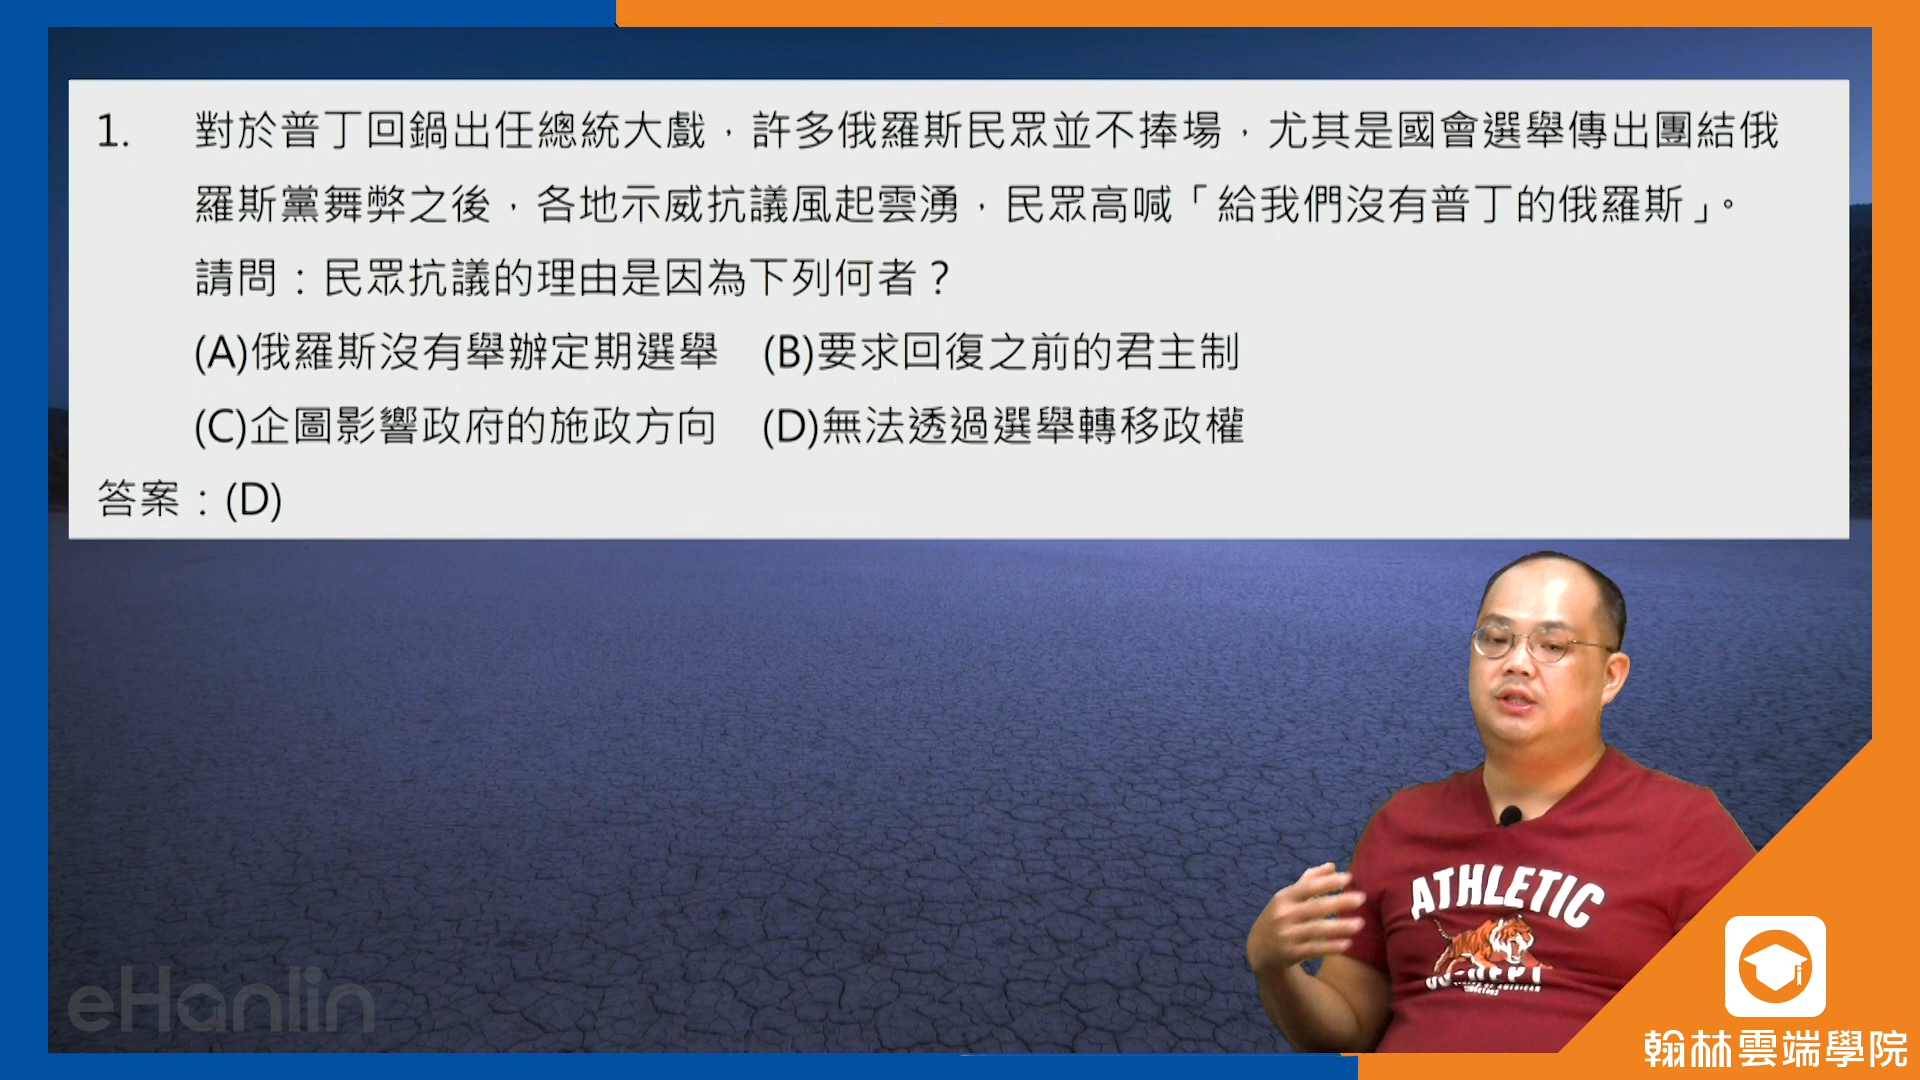 1. 對於普丁回鍋出任總統大戲，許多俄羅斯民眾並不捧場，尤其是國會選舉傳出團結俄
羅斯黨舞弊之後，各地示威抗議風起雲湧，民眾高喊「給我們沒有普丁的俄羅斯」。
請問：民眾抗議的理由是因為下列何者？
(A)俄羅斯沒有舉辦定期選舉 (B)要求回復之前的君主制
(C)企圖影響政府的施政方向 (D)無法透過選舉轉移政權
答案：(D)
ATHLETIC
eHanlin
翰林雲端學院